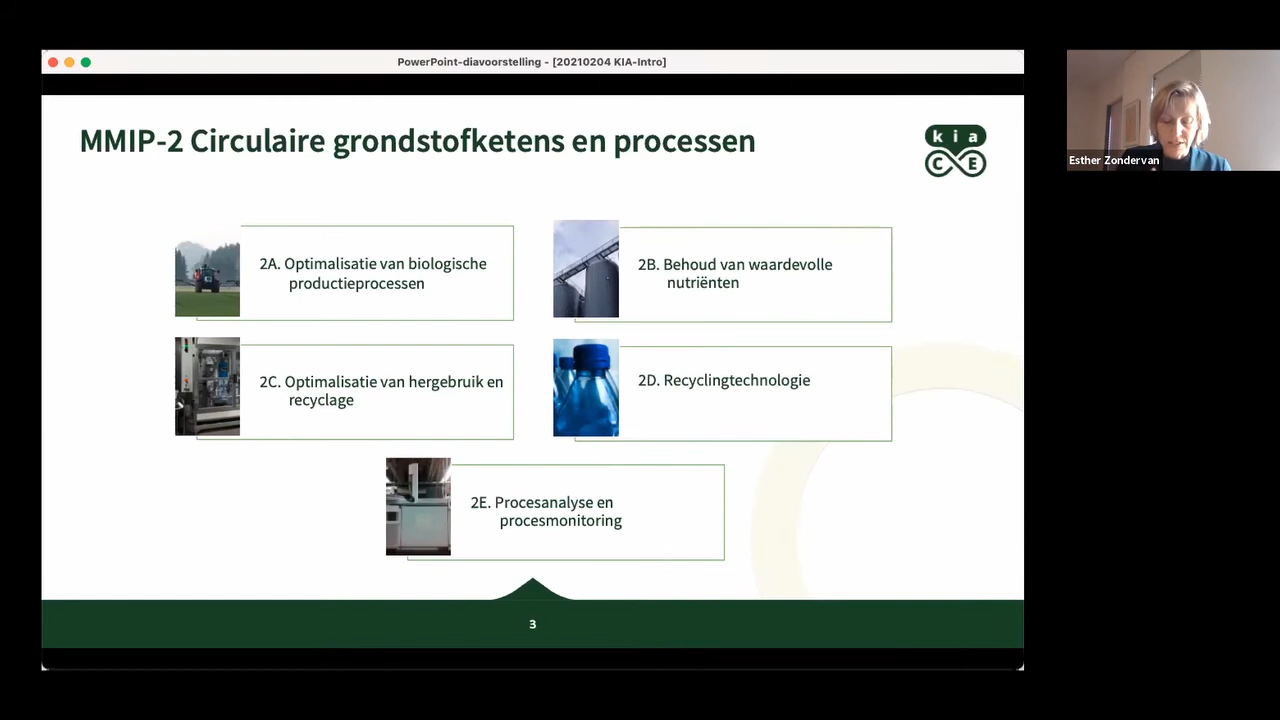 PowerPoint-diavoorstelling - [20210204 KIA-Intro]
MMIP-2 Circulaire grondstofketens en processen
k i a
C E
Esther Zondervan
2A. Optimalisatie van biologische
productieprocessen
2B. Behoud van waardevolle
nutriënten
2C. Optimalisatie van hergebruik en
recyclage
2D. Recyclingtechnologie
2E. Procesanalyse en
procesmonitoring
3